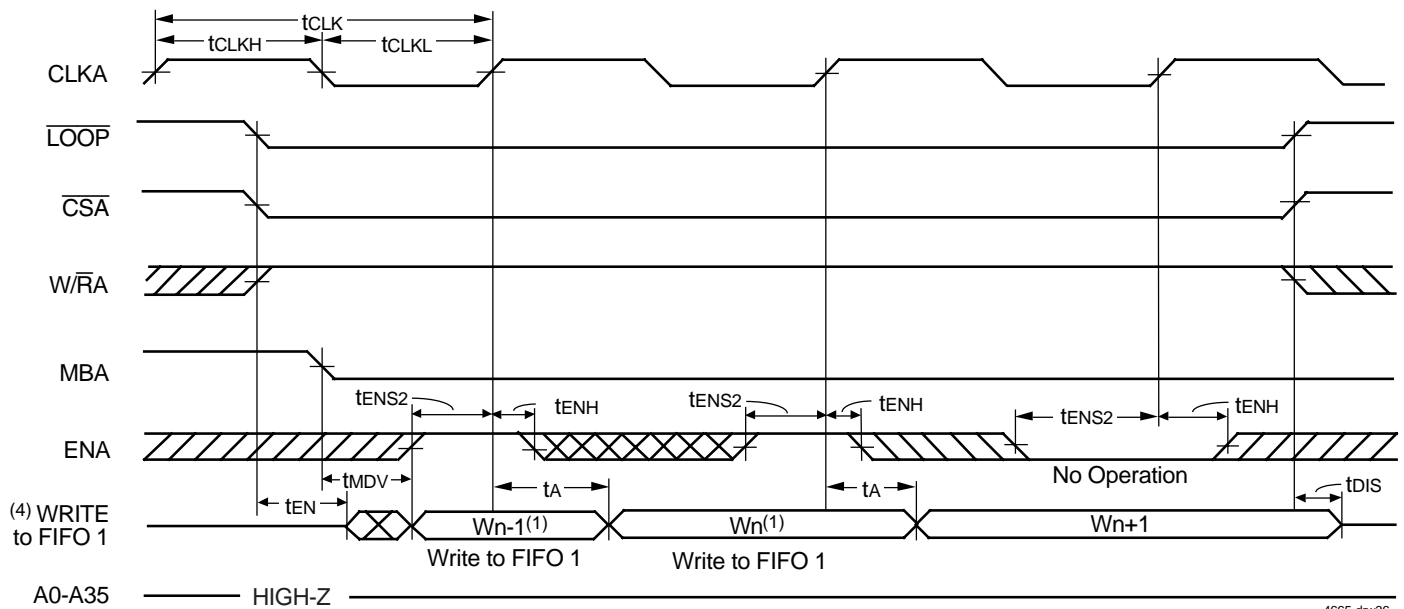 tCLK
tCLKH
tCLKL
CLKA
LOOP
CSA
W/RA
MBA
tENS2
tENH
tENS2
tENH
tENS2
tENH
ENA
No Operation
tMDV
tEN
tA
tA
tDIS
(4) WRITE
to FIFO 1
Wn-1(1)
Wn(1)
Wn+1
Write to FIFO 1
Write to FIFO 1
A0-A35
HIGH-Z